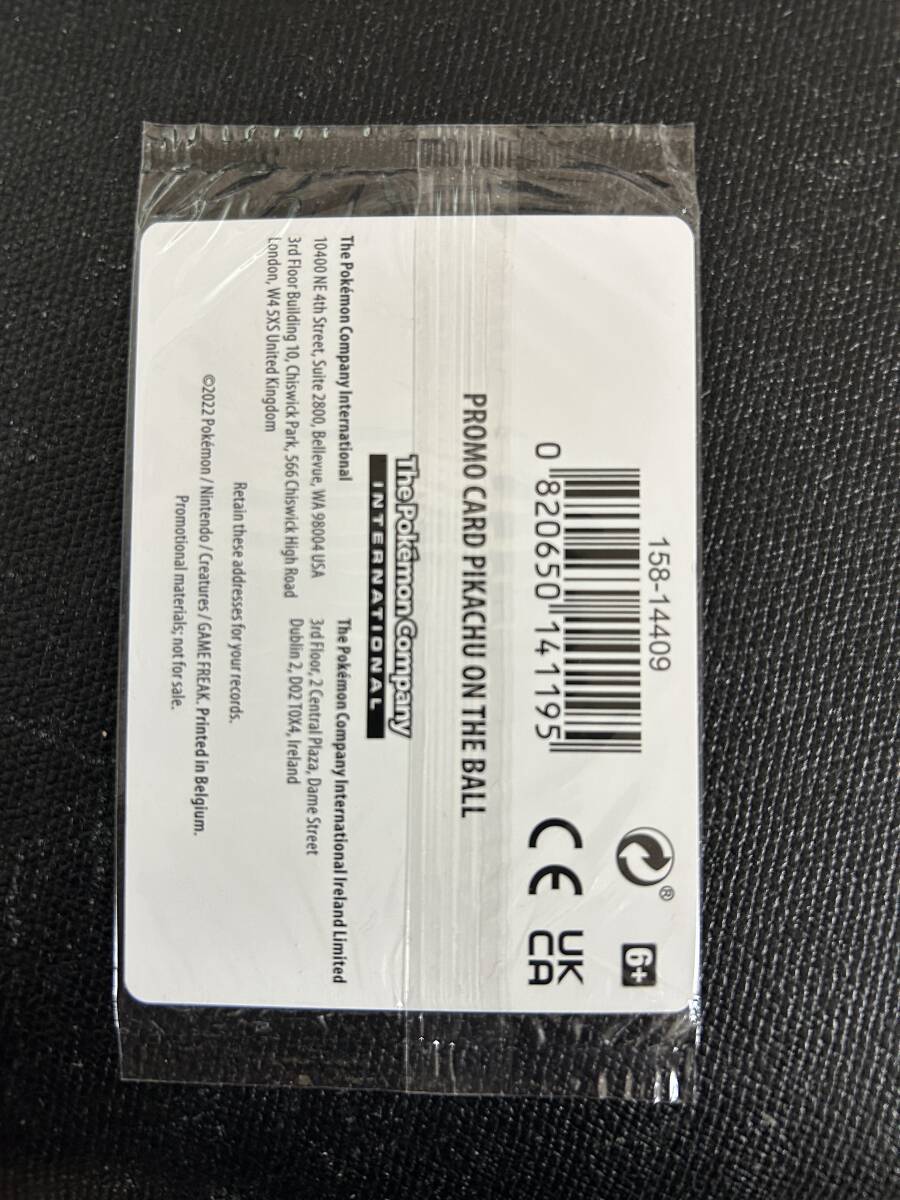 158-14409
0 820650 141195
6+
®
CE
UK
CA
PROMO CARD PIKACHU ON THE BALL
The Pokémon Company
INTERNATIONAL
The Pokémon Company International
10400 NE 4th Street, Suite 2800, Bellevue, WA 98004 USA
3rd Floor Building 10, Chiswick Park, 566 Chiswick High Road
London, W4 5XS United Kingdom
The Pokémon Company International Ireland Limited
3rd Floor, 2 Central Plaza, Dame Street
Dublin 2, D02 T0X4, Ireland
Retain these addresses for your records.
©2022 Pokémon / Nintendo / Creatures / GAME FREAK. Printed in Belgium.
Promotional materials; not for sale.